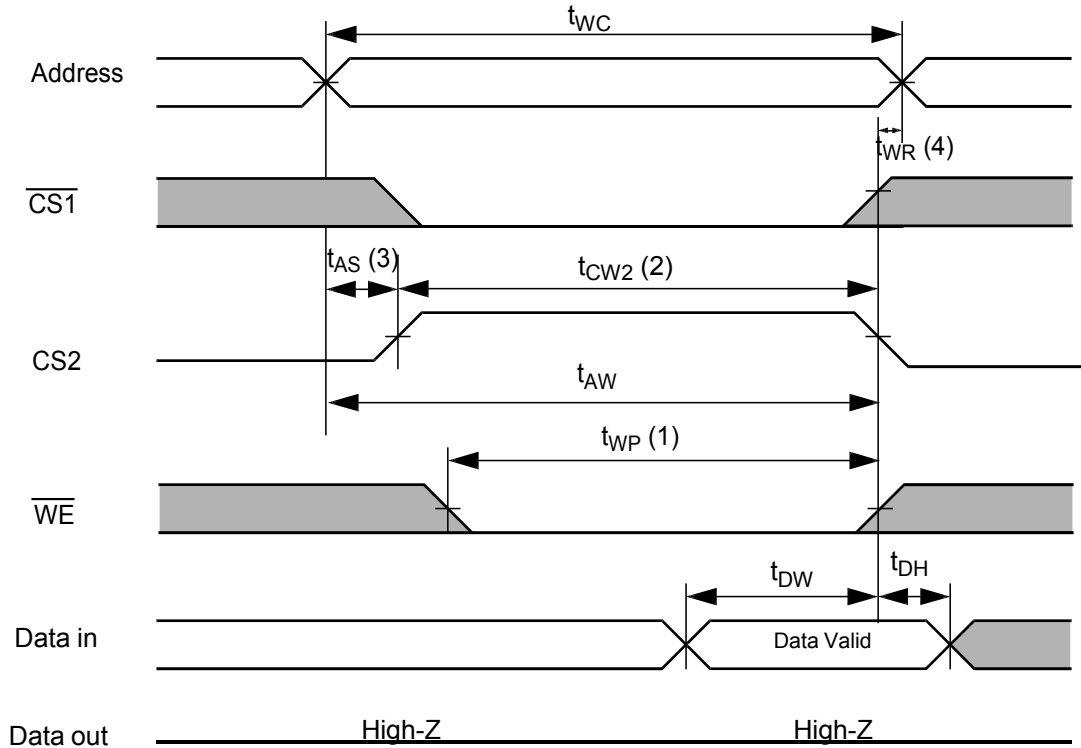 tWC
Address
tWR (4)
CS1
tAS (3)
tCW2 (2)
CS2
tAW
tWP (1)
WE
tDW
tDH
Data in
Data Valid
Data out
High-Z
High-Z